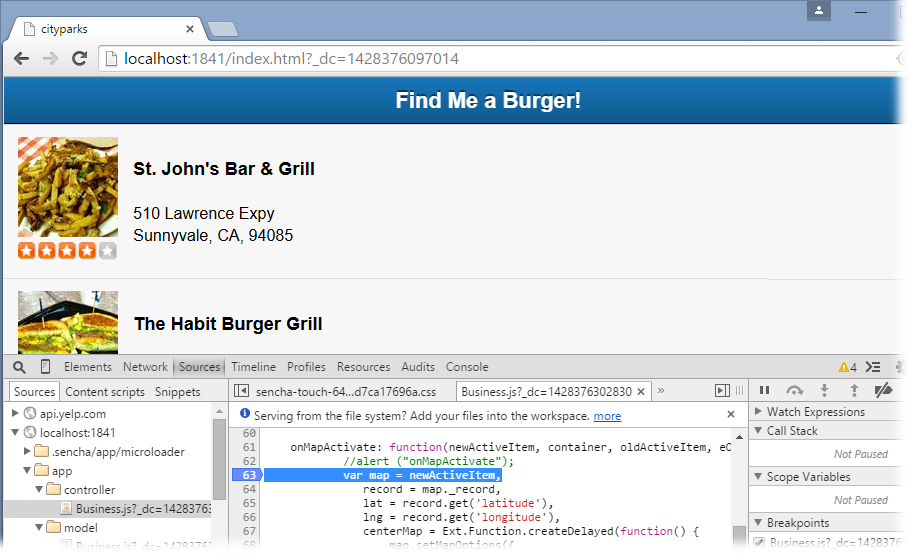 cityparks
localhost:1841/index.html?_dc=1428376097014
Find Me a Burger!
St. John's Bar & Grill
510 Lawrence Expy
Sunnyvale, CA, 94085
The Habit Burger Grill
Elements Network Sources Timeline Profiles Resources Audits Console 4
Sources Content scripts Snippets
sencha-touch-64...d7ca17696a.css Business.js?_dc=1428376302830
Serving from the file system? Add your files into the workspace. more
api.yelp.com
localhost:1841
.sencha/app/microloader
app
controller
Business.js?_dc=14283763
model
60
61 onMapActivate: function(newActiveItem, container, oldActiveItem, eO
62 //alert ("onMapActivate");
63 var map = newActiveItem,
64 record = map._record,
65 lat = record.get('latitude'),
66 lng = record.get('longitude'),
67 centerMap = Ext.Function.createDelayed(function() {
68 map.setMapOptions({
Watch Expressions
Call Stack
Not Paused
Scope Variables
Not Paused
Breakpoints
Business.js?_dc=14283763